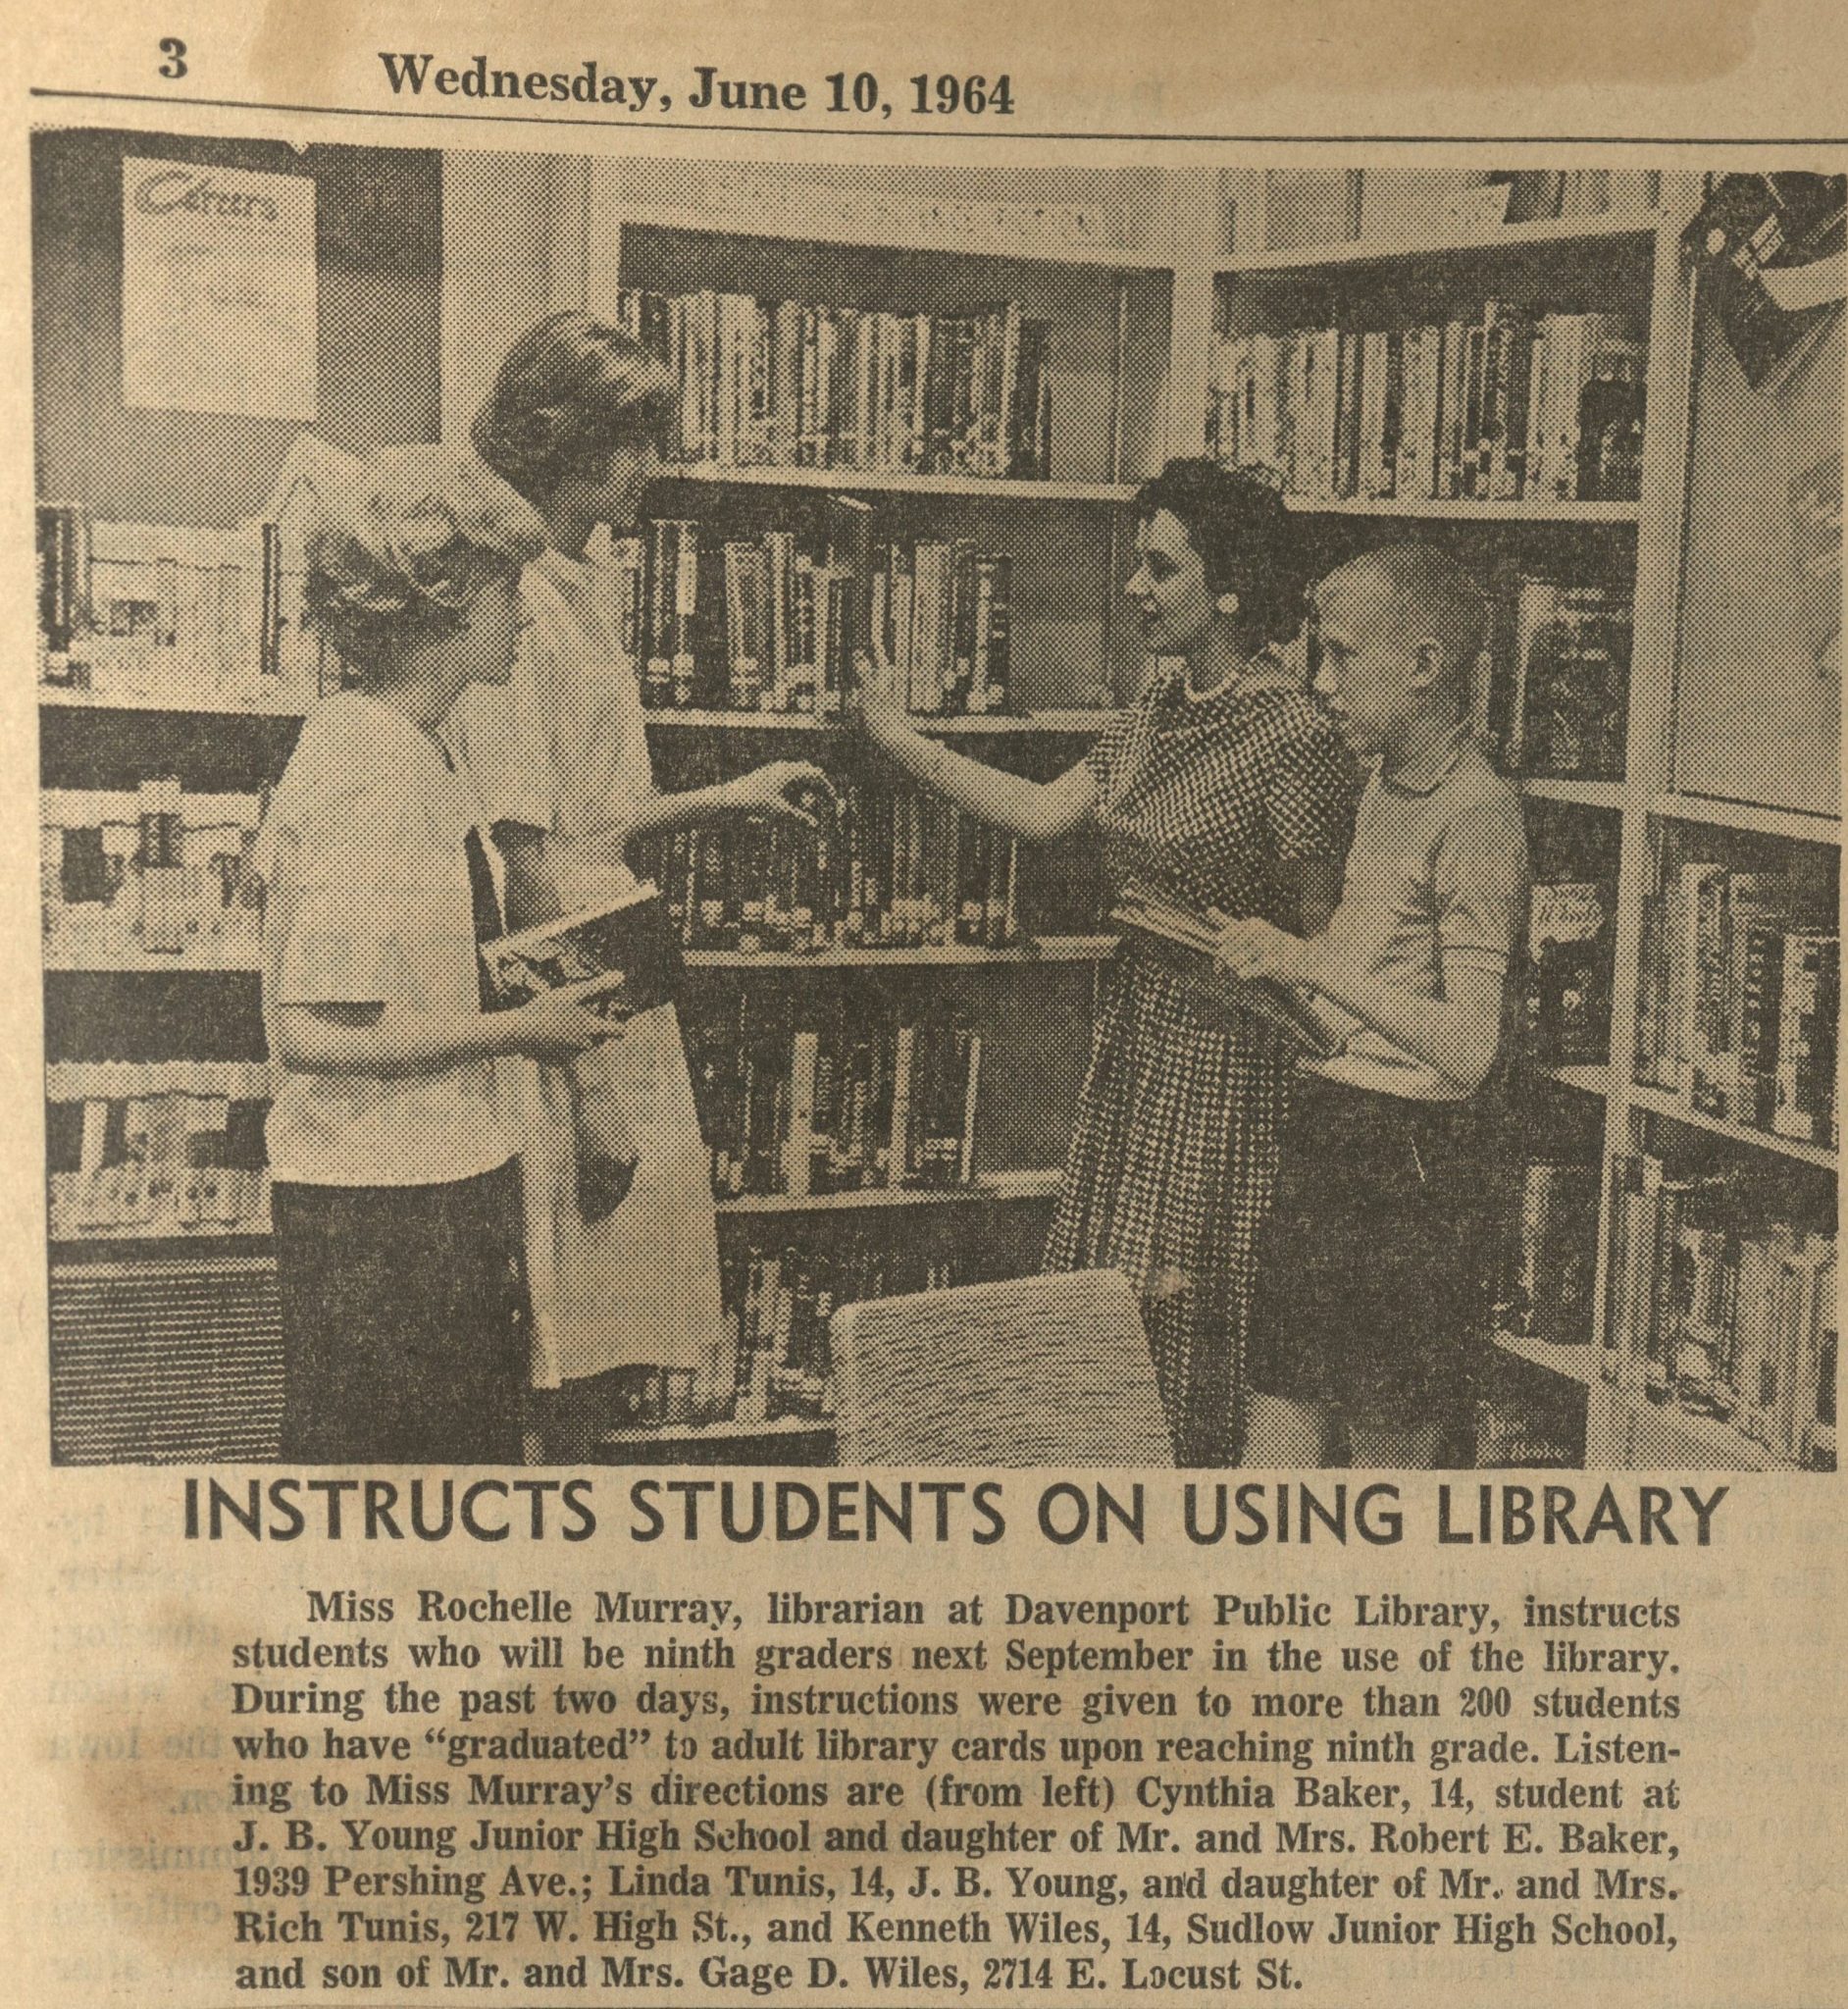 3
Wednesday, June 10, 1964
Careers
INSTRUCTS STUDENTS ON USING LIBRARY
Miss Rochelle Murray, librarian at Davenport Public Library, instructs
students who will be ninth graders next September in the use of the library.
During the past two days, instructions were given to more than 200 students
who have “graduated” to adult library cards upon reaching ninth grade. Listen-
ing to Miss Murray’s directions are (from left) Cynthia Baker, 14, student at
J. B. Young Junior High School and daughter of Mr. and Mrs. Robert E. Baker,
1939 Pershing Ave.; Linda Tunis, 14, J. B. Young, and daughter of Mr. and Mrs.
Rich Tunis, 217 W. High St., and Kenneth Wiles, 14, Sudlow Junior High School,
and son of Mr. and Mrs. Gage D. Wiles, 2714 E. Locust St.